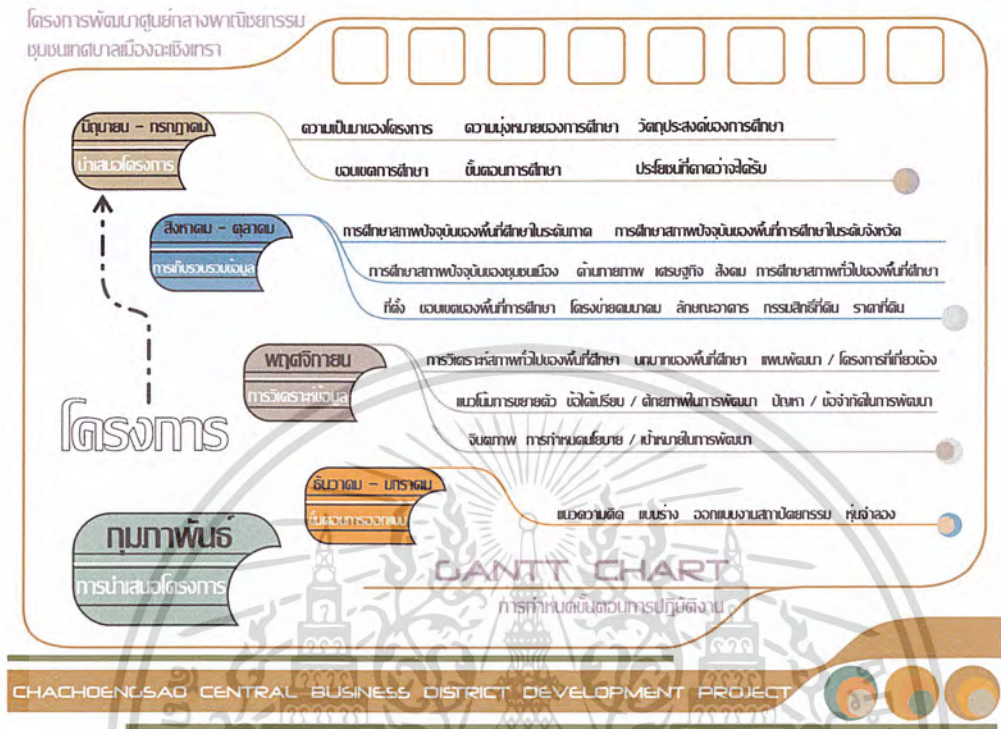 โครงการพัฒนาศูนย์กลางพาณิชยกรรม
ชุมชนเทศบาลเมืองฉะเชิงเทรา
มิถุนายน - กรกฎาคม
นำเสนอโครงการ
ความเป็นมาของโครงการ ความมุ่งหมายของการศึกษา วัตถุประสงค์ของการศึกษา
ขอบเขตการศึกษา ขั้นตอนการศึกษา ประโยชน์ที่คาดว่าจะได้รับ
สิงหาคม - ตุลาคม
การเก็บรวบรวมข้อมูล
การศึกษาสภาพปัจจุบันของพื้นที่ศึกษาในระดับภาค การศึกษาสภาพปัจจุบันของพื้นที่การศึกษาในระดับจังหวัด
การศึกษาสภาพปัจจุบันของชุมชนเมือง ด้านกายภาพ เศรษฐกิจ สังคม การศึกษาสภาพทั่วไปของพื้นที่ศึกษา
ที่ตั้ง ขอบเขตของพื้นที่การศึกษา โครงข่ายคมนาคม ลักษณะอาคาร กรรมสิทธิ์ที่ดิน ราคาที่ดิน
พฤศจิกายน
การวิเคราะห์ข้อมูล
การวิเคราะห์สภาพทั่วไปของพื้นที่ศึกษา บทบาทของพื้นที่ศึกษา แผนพัฒนา / โครงการที่เกี่ยวข้อง
แนวโน้มการขยายตัว ข้อได้เปรียบ / ศักยภาพในการพัฒนา ปัญหา / ข้อจำกัดในการพัฒนา
จินตภาพ การกำหนดนโยบาย / เป้าหมายในการพัฒนา
โครงการ
ธันวาคม - มกราคม
ขั้นตอนการออกแบบ
แนวความคิด แบบร่าง ออกแบบงานสถาปัตยกรรม หุ่นจำลอง
กุมภาพันธ์
การนำเสนอโครงการ
GANTT CHART
การกำหนดขั้นตอนการปฏิบัติงาน
CHACHOENGSAO CENTRAL BUSINESS DISTRICT DEVELOPMENT PROJECT